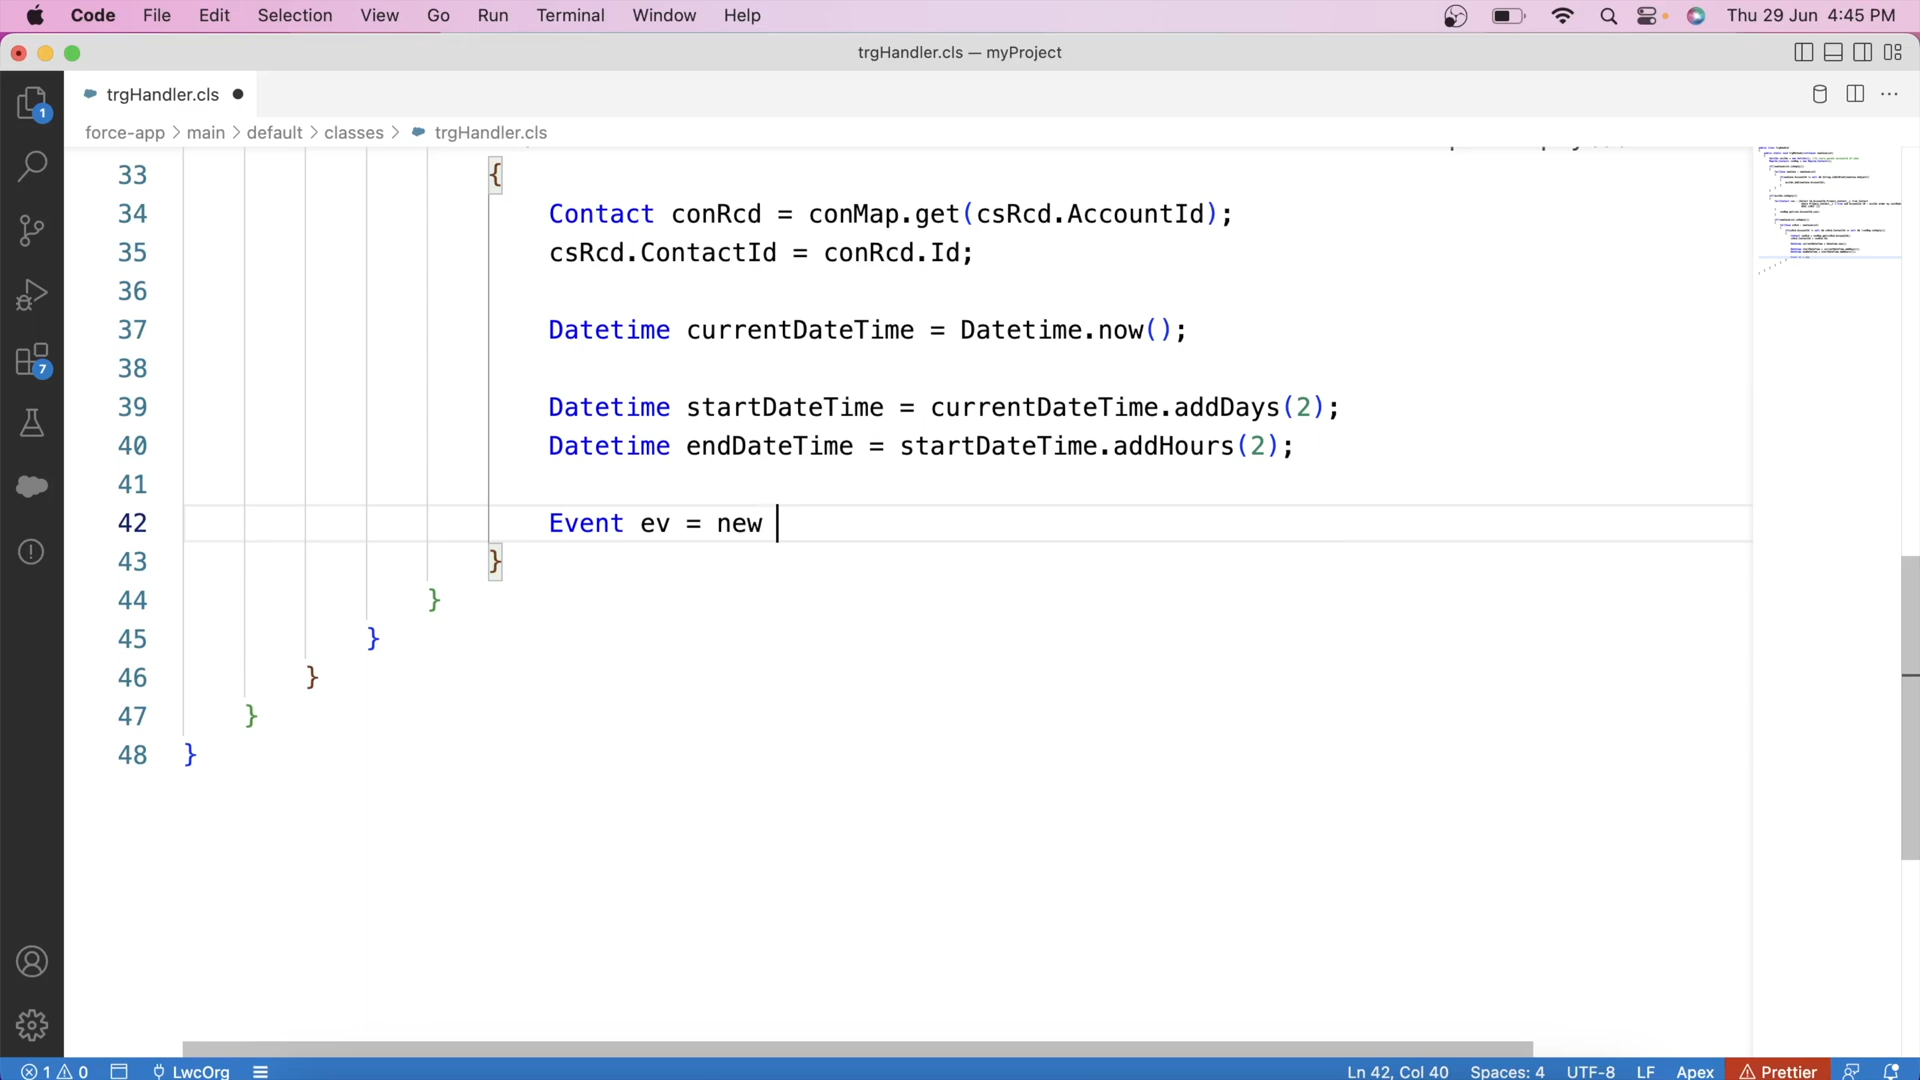 Code File Edit Selection View Go Run Terminal Window Help Thu 29 Jun 4:45 PM
trgHandler.cls — myProject
trgHandler.cls
force-app > main > default > classes > trgHandler.cls
1
7
33 {
34 Contact conRcd = conMap.get(csRcd.AccountId);
35 csRcd.ContactId = conRcd.Id;
36
37 Datetime currentDateTime = Datetime.now();
38
39 Datetime startDateTime = currentDateTime.addDays(2);
40 Datetime endDateTime = startDateTime.addHours(2);
41
42 Event ev = new
43 }
44 }
45 }
46 }
47 }
48 }
1 0 LwcOrg Ln 42, Col 40 Spaces: 4 UTF-8 LF Apex Prettier